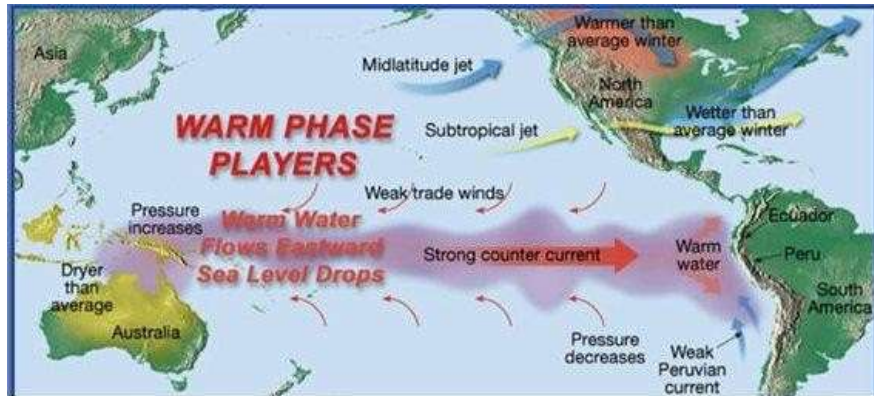 Asia
Midlatitude jet
Warmer than
average winter
North
America
WARM PHASE
PLAYERS
Subtropical jet
Wetter than
average winter
Weak trade winds
Pressure
increases
Warm Water
Flows Eastward
Sea Level Drops
Strong counter current
Warm
water
Ecuador
Peru
South
America
Dryer
than
average
Australia
Pressure
decreases
Weak
Peruvian
current